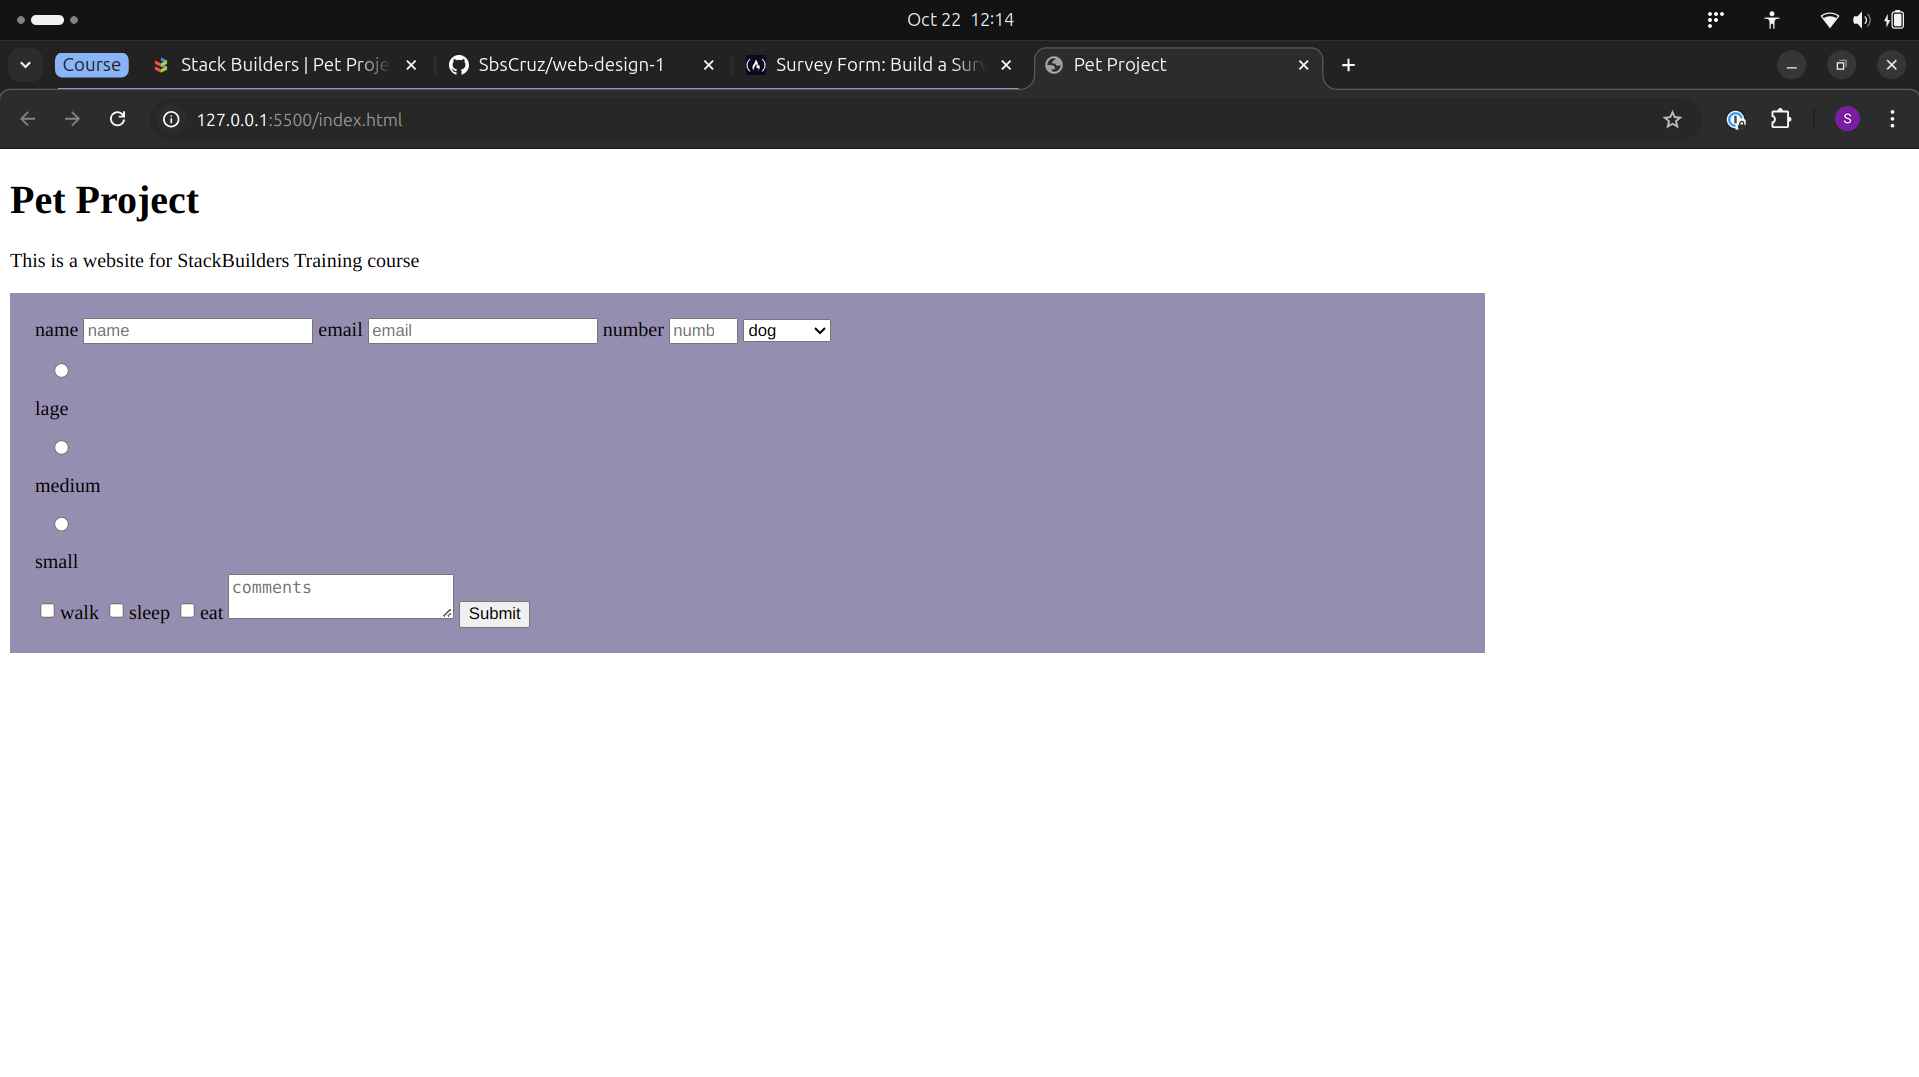 Oct 22 12:14
Course Stack Builders | Pet Proje SbsCruz/web-design-1 Survey Form: Build a Sur Pet Project
127.0.0.1:5500/index.html S
Pet Project
This is a website for StackBuilders Training course
name name email email number numb dog
lage
medium
small
walk sleep eat comments Submit